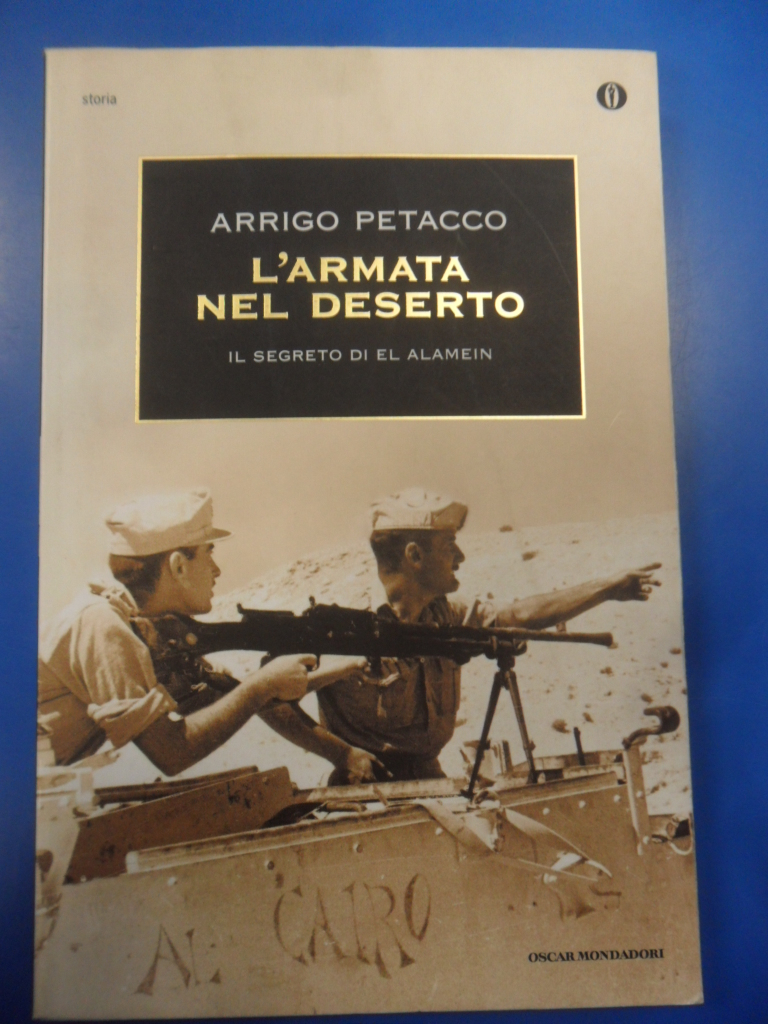 storia
ARRIGO PETACCO
L'ARMATA
NEL DESERTO
IL SEGRETO DI EL ALAMEIN
AL CAIRO
OSCAR MONDADORI